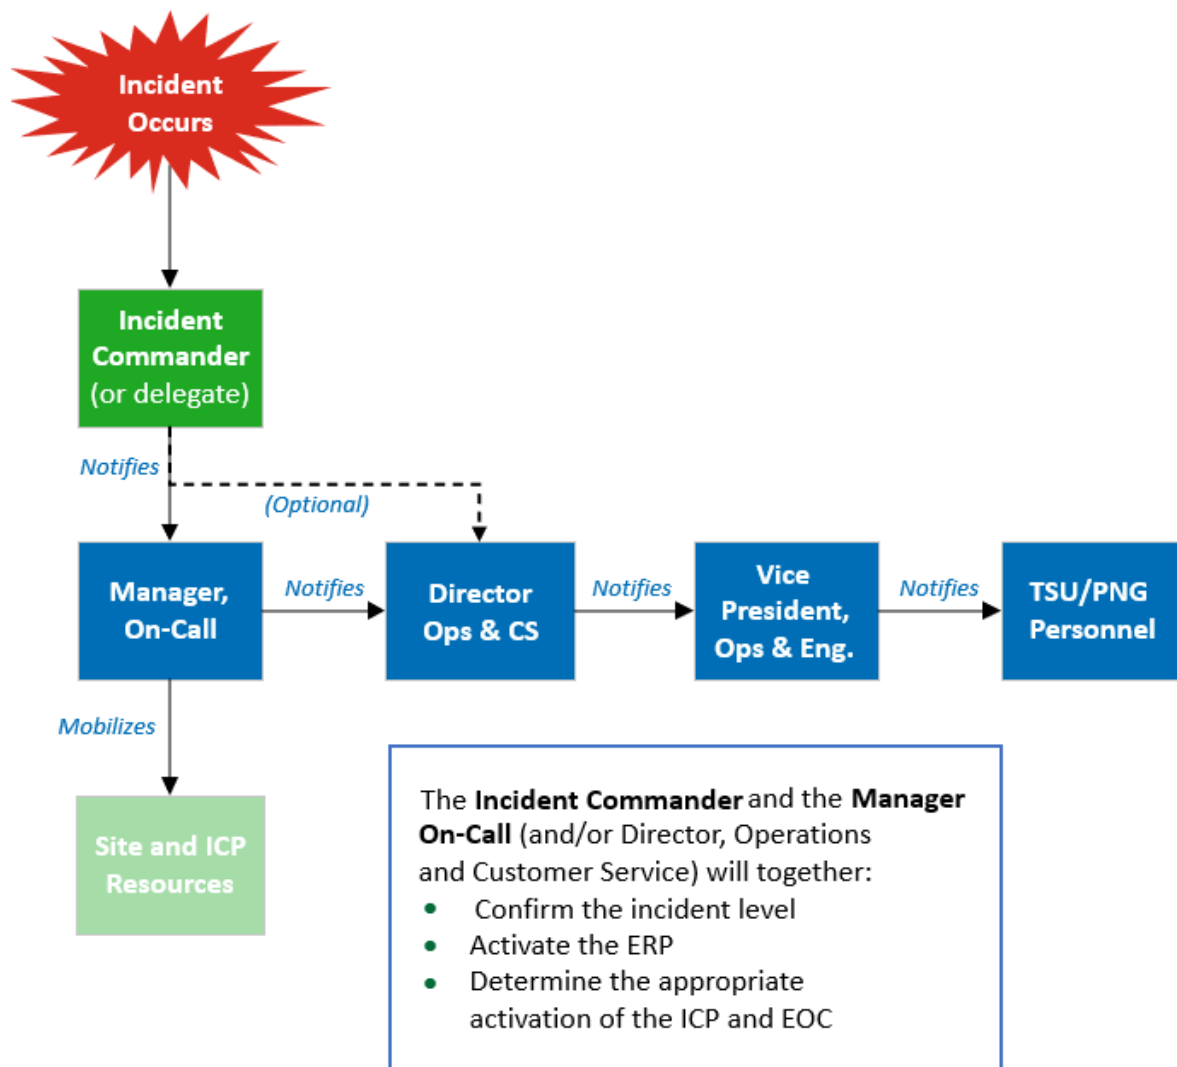 Incident
Occurs
Incident
Commander
(or delegate)
Notifies
(Optional)
Manager,
On-Call
Notifies
Director
Ops & CS
Notifies
Vice
President,
Ops & Eng.
Notifies
TSU/PNG
Personnel
Mobilizes
Site and ICP
Resources
The Incident Commander and the Manager
On-Call (and/or Director, Operations
and Customer Service) will together:
• Confirm the incident level
• Activate the ERP
• Determine the appropriate
activation of the ICP and EOC